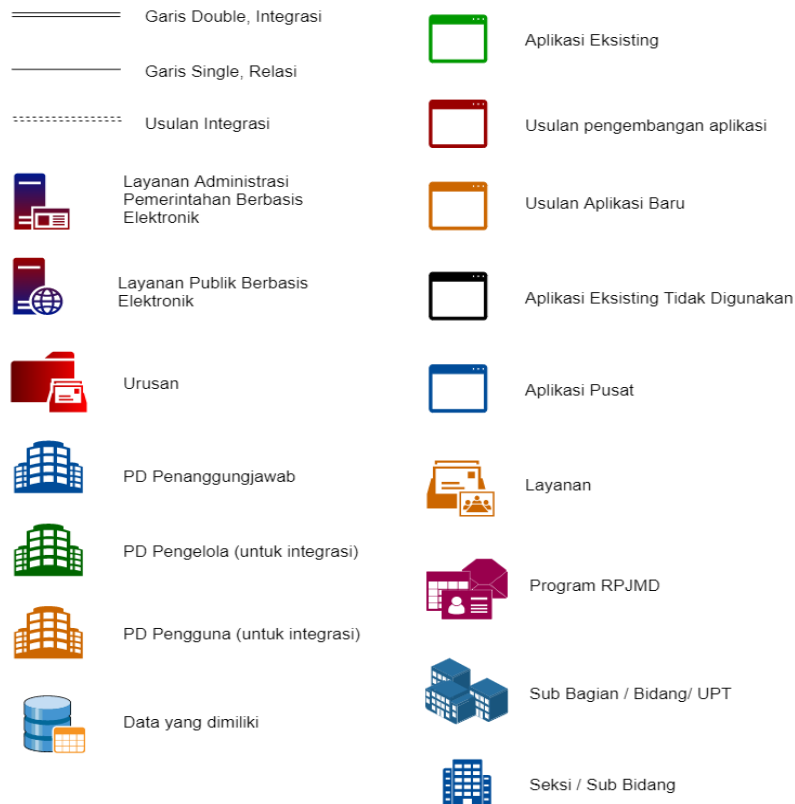 Garis Double, Integrasi
Garis Single, Relasi
Usulan Integrasi
Layanan Administrasi
Pemerintahan Berbasis
Elektronik
Layanan Publik Berbasis
Elektronik
Urusan
PD Penanggungjawab
PD Pengelola (untuk integrasi)
PD Pengguna (untuk integrasi)
Data yang dimiliki
Aplikasi Eksisting
Usulan pengembangan aplikasi
Usulan Aplikasi Baru
Aplikasi Eksisting Tidak Digunakan
Aplikasi Pusat
Layanan
Program RPJMD
Sub Bagian / Bidang/ UPT
Seksi / Sub Bidang